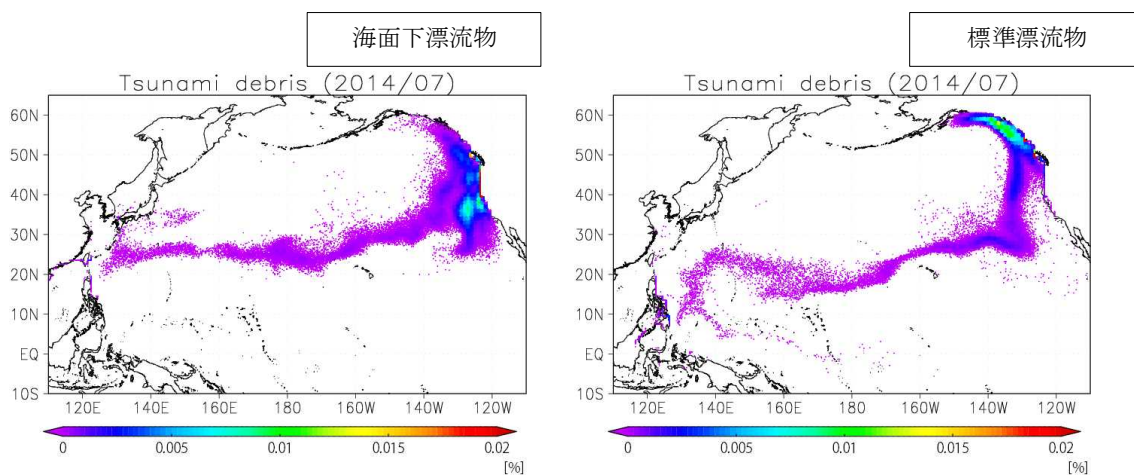 海面下漂流物
Tsunami debris (2014/07)
60N
50N
40N
30N
20N
10N
EQ
10S
120E 140E 160E 180 160W 140W 120W
0 0.005 0.01 0.015 0.02
[%]
標準漂流物
Tsunami debris (2014/07)
60N
50N
40N
30N
20N
10N
EQ
10S
120E 140E 160E 180 160W 140W 120W
0 0.005 0.01 0.015 0.02
[%]